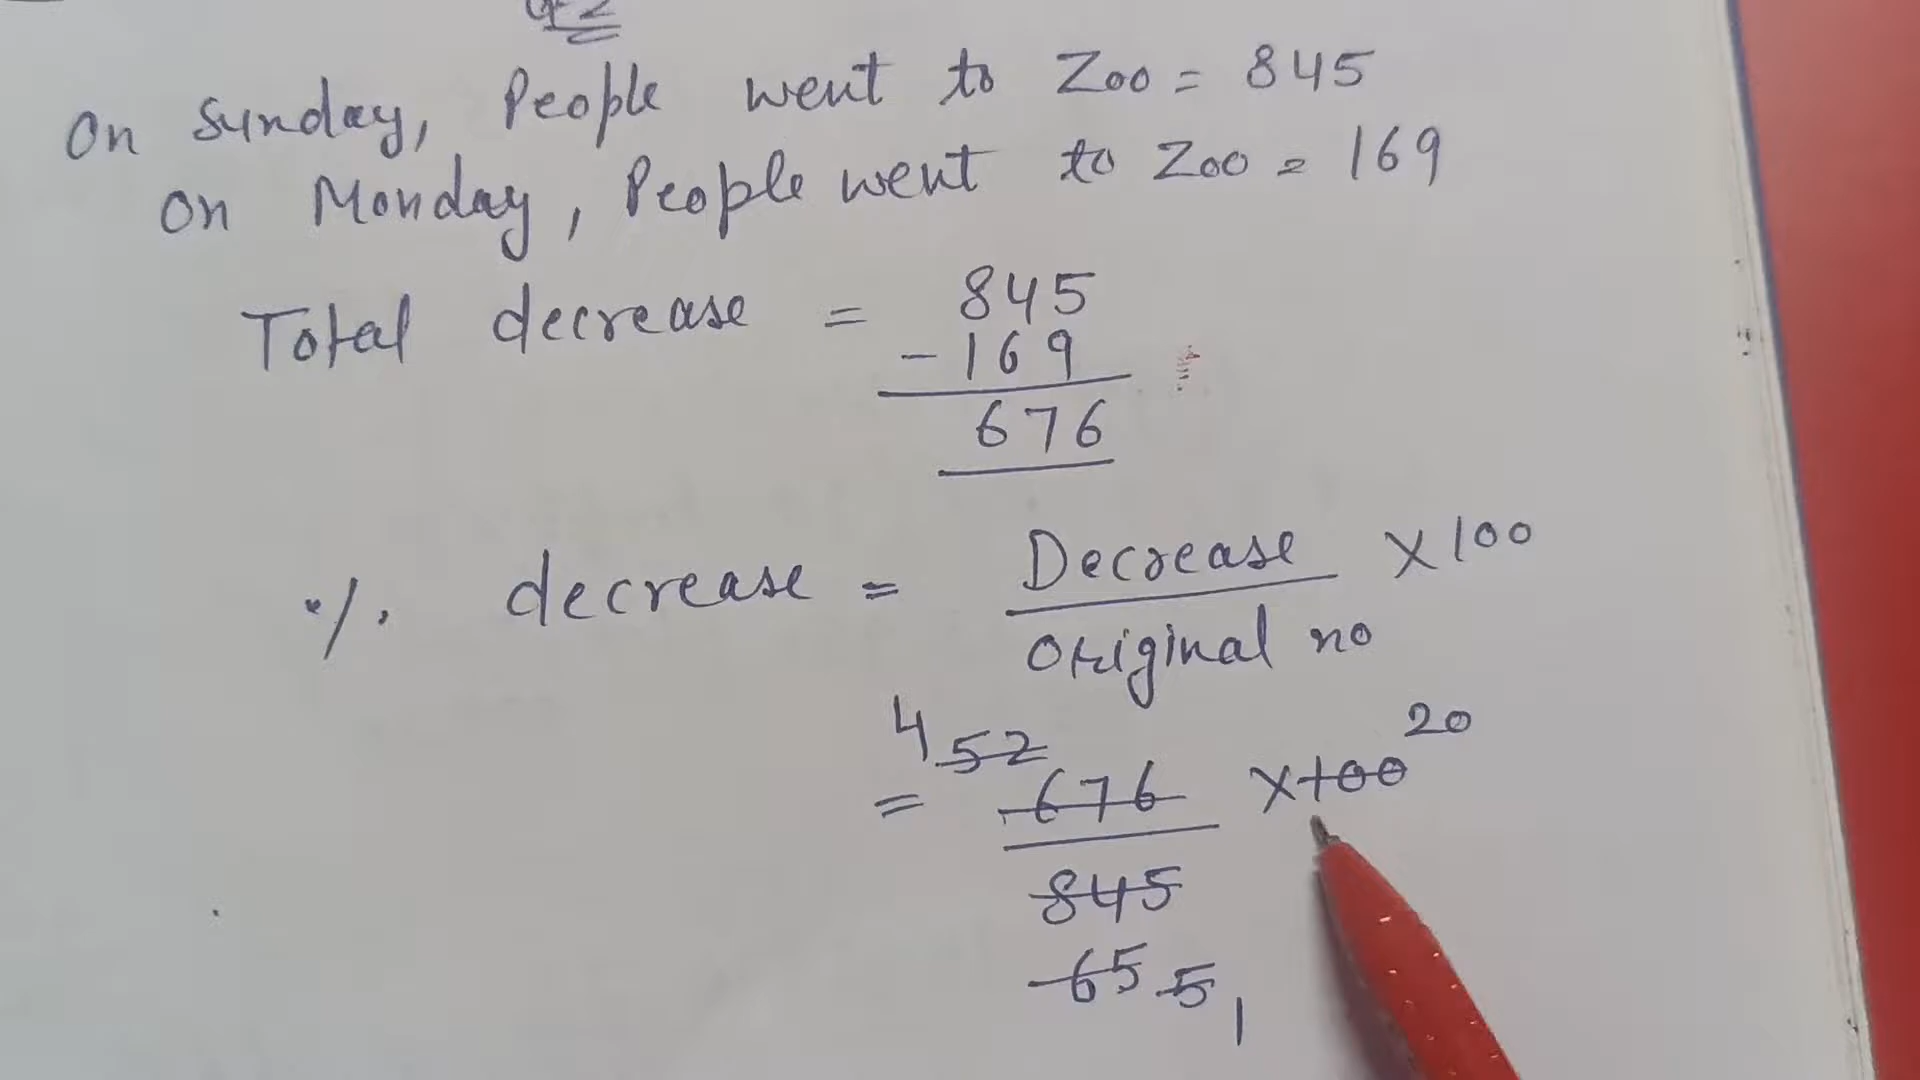 On Sunday, People went to Zoo = 845
On Monday, People went to Zoo = 169
Total decrease = 845
- 169
676
% decrease = Decrease × 100
Original no
4 52 20
= 676 × 100
845
65 5 1